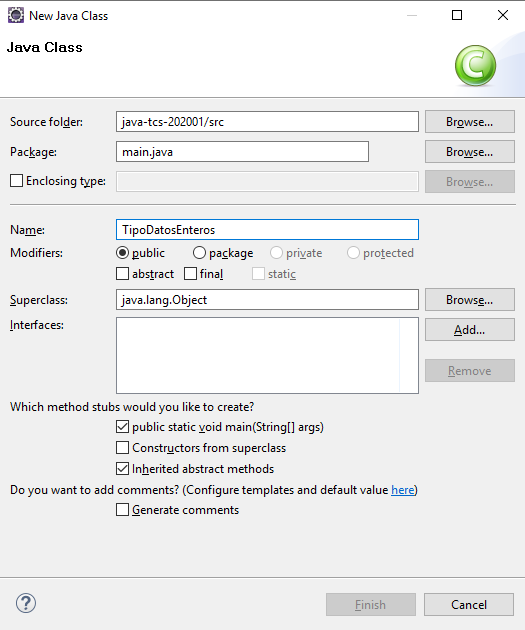 New Java Class
Java Class
Source folder: java-tcs-202001/src Browse...
Package: main.java Browse...
Enclosing type: Browse...
Name: TipoDatosEnteros
Modifiers: public package private protected
abstract final static
Superclass: java.lang.Object Browse...
Interfaces: Add...
Remove
Which method stubs would you like to create?
public static void main(String[] args)
Constructors from superclass
Inherited abstract methods
Do you want to add comments? (Configure templates and default value here)
Generate comments
? Finish Cancel